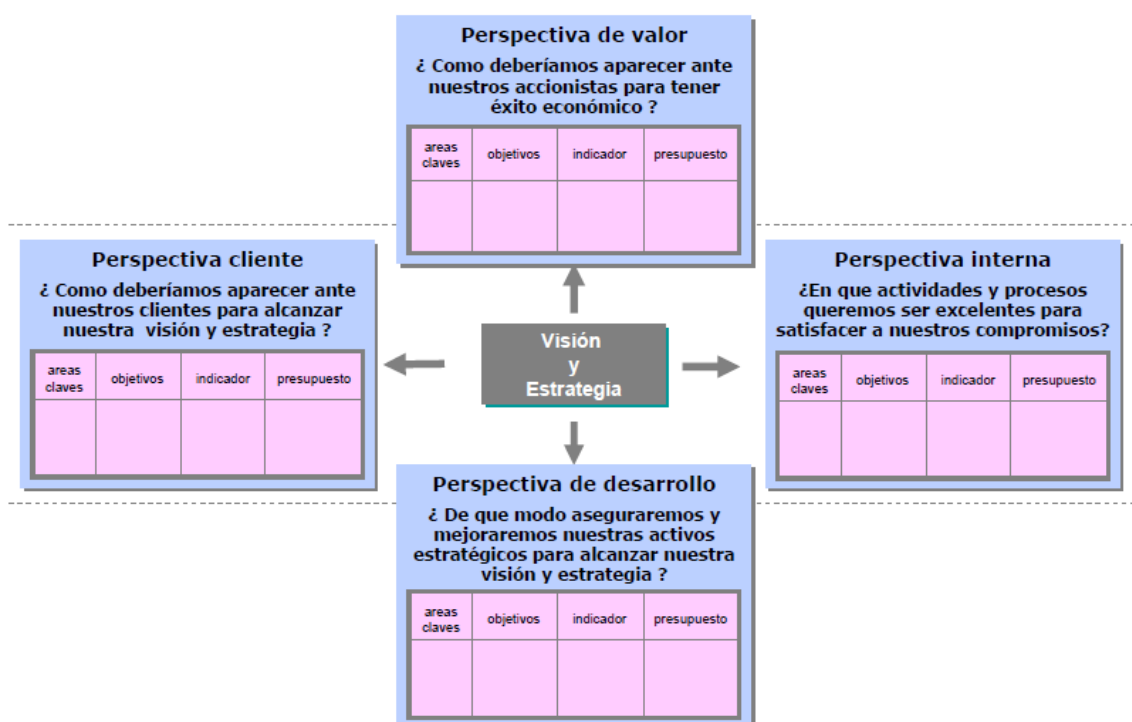 Perspectiva de valor
¿ Como deberíamos aparecer ante
nuestros accionistas para tener
éxito económico ?
areas
claves
objetivos
indicador
presupuesto
Perspectiva cliente
¿ Como deberíamos aparecer ante
nuestros clientes para alcanzar
nuestra visión y estrategia ?
areas
claves
objetivos
indicador
presupuesto
Visión
y
Estrategia
Perspectiva interna
¿En que actividades y procesos
queremos ser excelentes para
satisfacer a nuestros compromisos?
areas
claves
objetivos
indicador
presupuesto
Perspectiva de desarrollo
¿ De que modo aseguraremos y
mejoraremos nuestras activos
estratégicos para alcanzar nuestra
visión y estrategia ?
areas
claves
objetivos
indicador
presupuesto